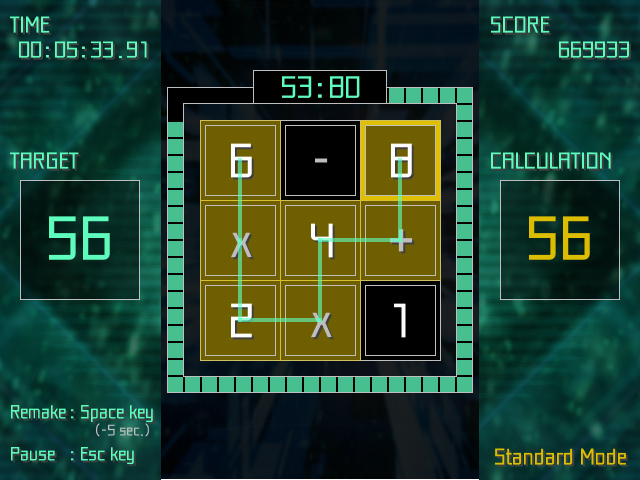 TIME
00:05:33.91
SCORE
669933
53:80
TARGET
56
CALCULATION
56
6 - 8
x 4 +
2 x 1
Remake : Space key
(-5 sec.)
Pause : Esc key
Standard Mode